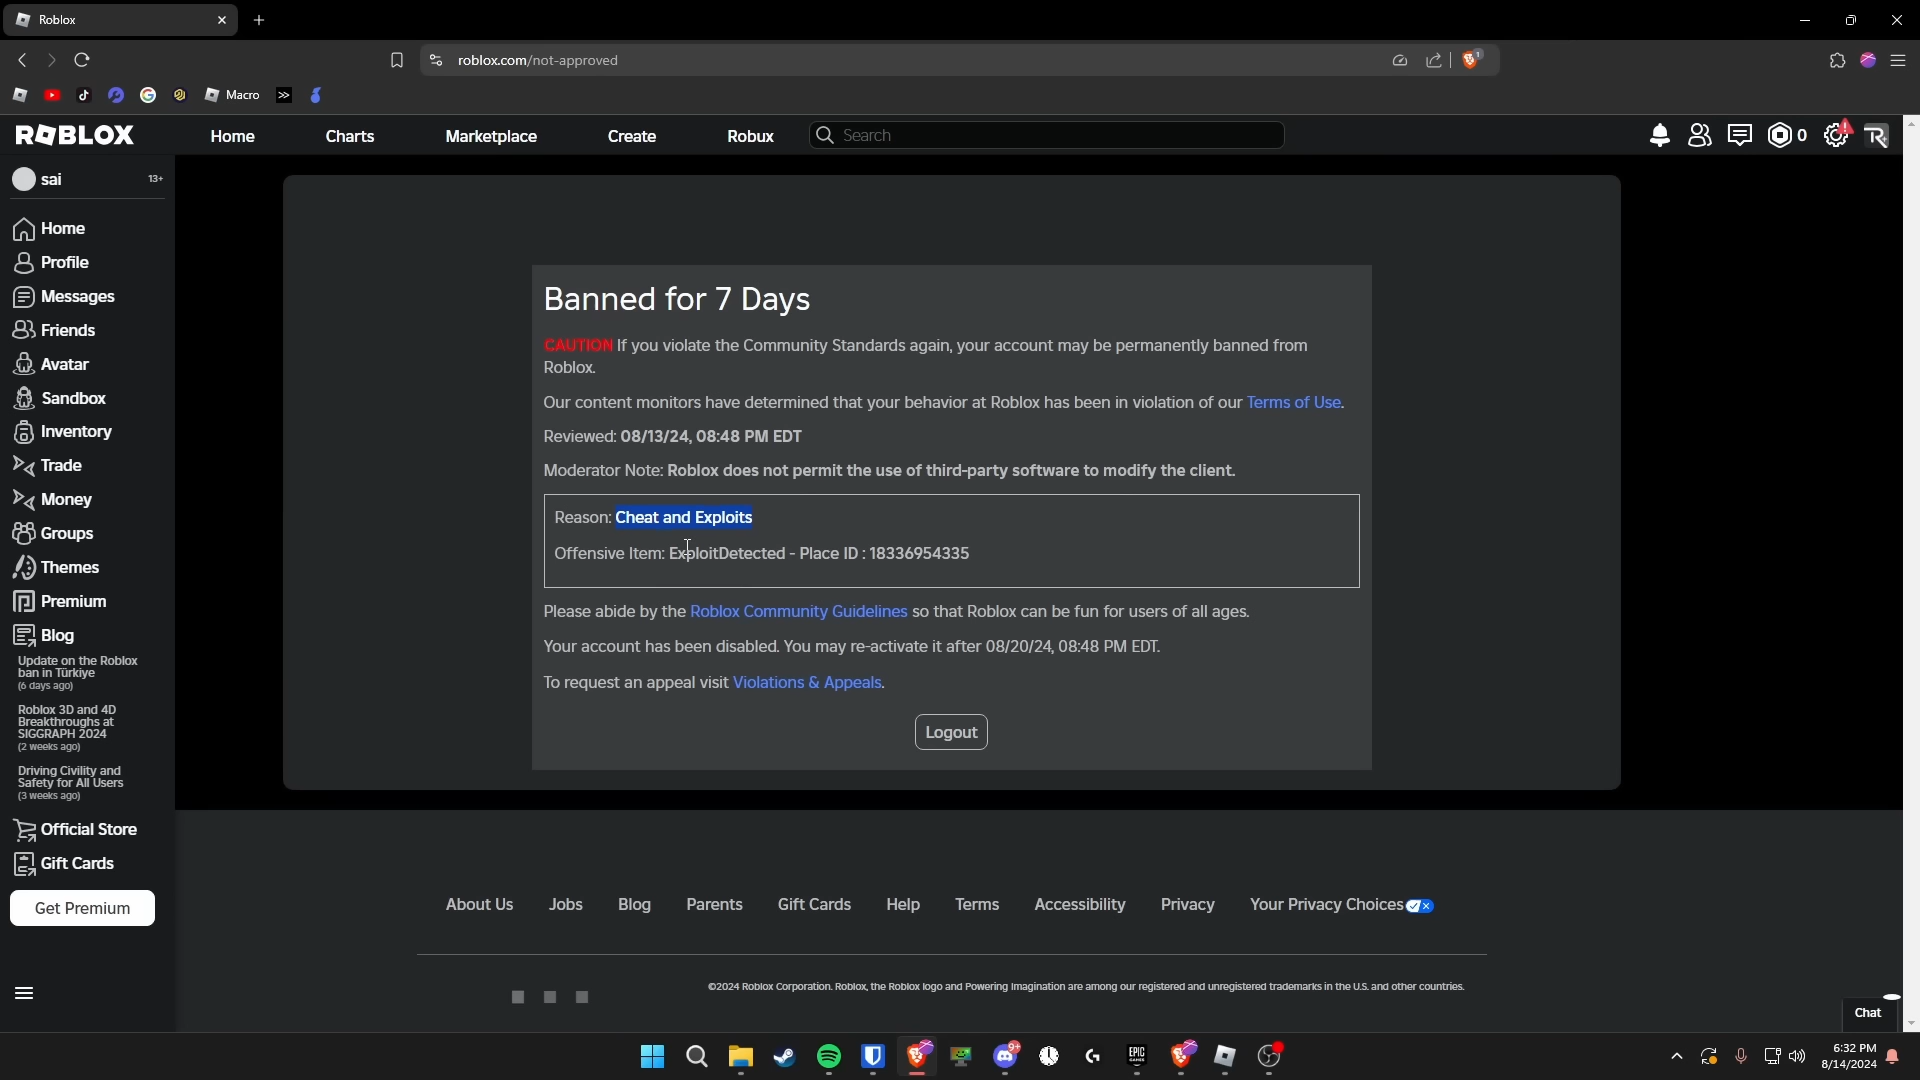 Roblox
roblox.com/not-approved
1
Macro
ROBLOX
Home
Charts
Marketplace
Create
Robux
Search
0
sai
13+
Home
Profile
Messages
Friends
Avatar
Sandbox
Inventory
Trade
Money
Groups
Themes
Premium
Blog
Update on the Roblox
ban in Türkiye
(6 days ago)
Roblox 3D and 4D
Breakthroughs at
SIGGRAPH 2024
(2 weeks ago)
Driving Civility and
Safety for All Users
(3 weeks ago)
Official Store
Gift Cards
Get Premium
Banned for 7 Days
CAUTION If you violate the Community Standards again, your account may be permanently banned from
Roblox.
Our content monitors have determined that your behavior at Roblox has been in violation of our Terms of Use.
Reviewed: 08/13/24, 08:48 PM EDT
Moderator Note: Roblox does not permit the use of third-party software to modify the client.
Reason: Cheat and Exploits
Offensive Item: ExploitDetected - Place ID : 18336954335
Please abide by the Roblox Community Guidelines so that Roblox can be fun for users of all ages.
Your account has been disabled. You may re-activate it after 08/20/24, 08:48 PM EDT.
To request an appeal visit Violations & Appeals.
Logout
About Us
Jobs
Blog
Parents
Gift Cards
Help
Terms
Accessibility
Privacy
Your Privacy Choices
©2024 Roblox Corporation. Roblox, the Roblox logo and Powering Imagination are among our registered and unregistered trademarks in the U.S. and other countries.
Chat
9+
EPIC
GAMES
6:32 PM
8/14/2024